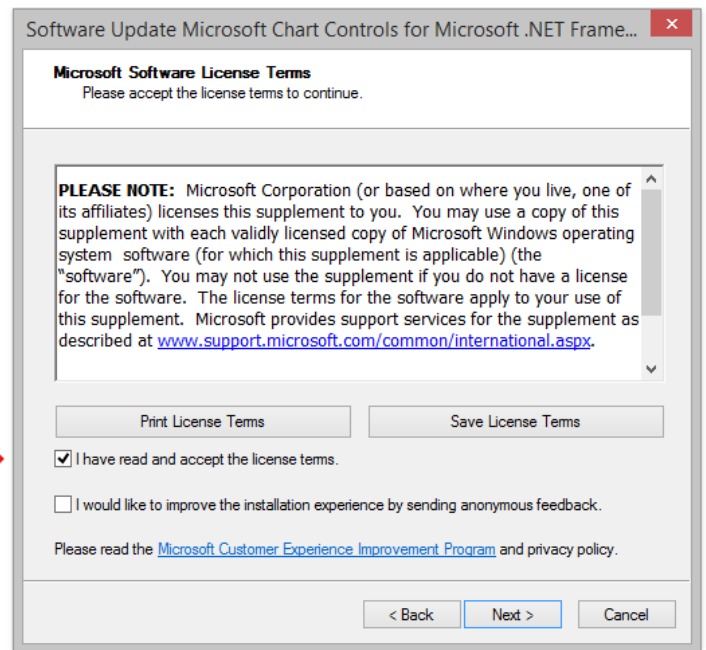 Software Update Microsoft Chart Controls for Microsoft .NET Frame...
Microsoft Software License Terms
Please accept the license terms to continue.
PLEASE NOTE: Microsoft Corporation (or based on where you live, one of
its affiliates) licenses this supplement to you. You may use a copy of this
supplement with each validly licensed copy of Microsoft Windows operating
system software (for which this supplement is applicable) (the
“software”). You may not use the supplement if you do not have a license
for the software. The license terms for the software apply to your use of
this supplement. Microsoft provides support services for the supplement as
described at www.support.microsoft.com/common/international.aspx.
Print License Terms
Save License Terms
I have read and accept the license terms.
I would like to improve the installation experience by sending anonymous feedback.
Please read the Microsoft Customer Experience Improvement Program and privacy policy.
< Back
Next >
Cancel